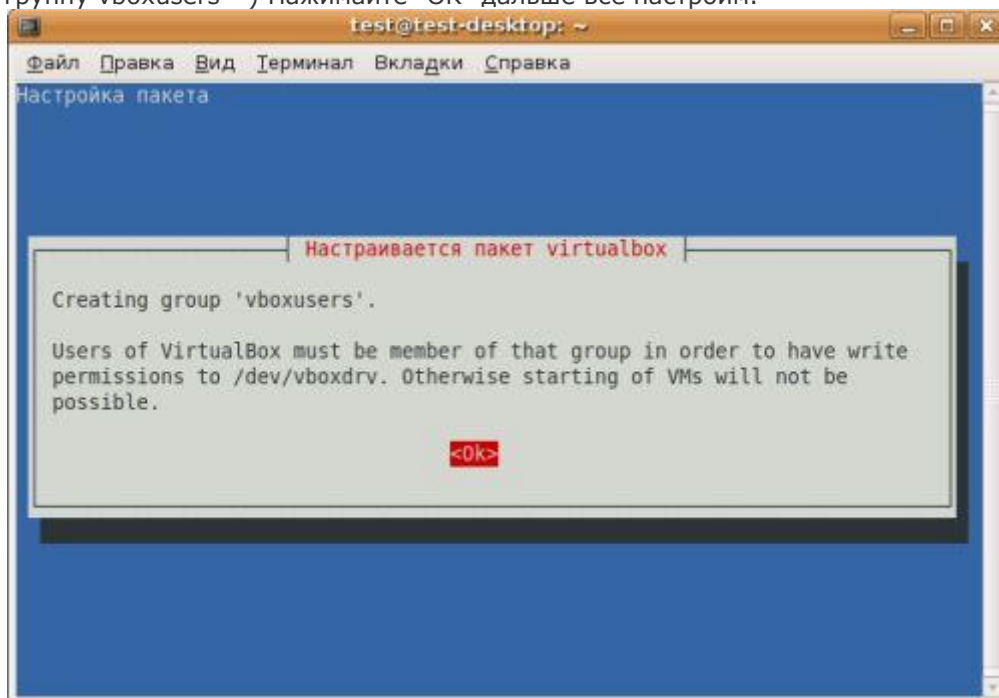 группу vboxusers" ) Нажимайте "OK" дальше все настроим.
test@test-desktop: ~
Файл Правка Вид Терминал Вкладки Справка
Настройка пакета
Настраивается пакет virtualbox
Creating group 'vboxusers'.
Users of VirtualBox must be member of that group in order to have write
permissions to /dev/vboxdrv. Otherwise starting of VMs will not be
possible.
<Ok>